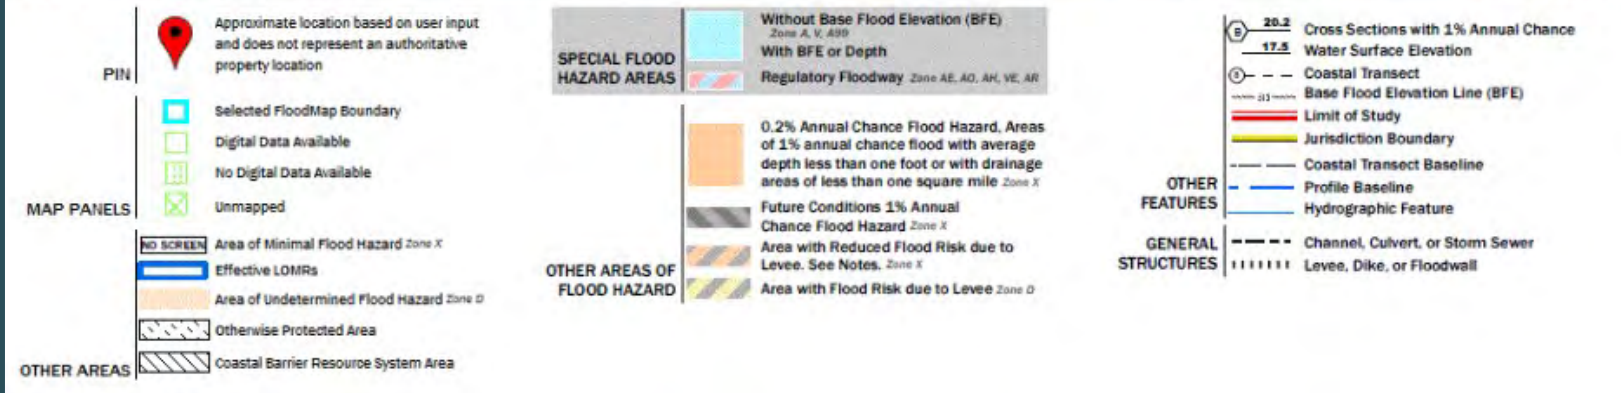 PIN
Approximate location based on user input
and does not represent an authoritative
property location
MAP PANELS
Selected FloodMap Boundary
Digital Data Available
No Digital Data Available
Unmapped
OTHER AREAS
NO SCREEN Area of Minimal Flood Hazard Zone X
Effective LOMRs
Area of Undetermined Flood Hazard Zone D
Otherwise Protected Area
Coastal Barrier Resource System Area
SPECIAL FLOOD
HAZARD AREAS
Without Base Flood Elevation (BFE)
Zone A, V, A99
With BFE or Depth
Regulatory Floodway Zone AE, AO, AH, VE, AR
OTHER AREAS OF
FLOOD HAZARD
0.2% Annual Chance Flood Hazard, Areas
of 1% annual chance flood with average
depth less than one foot or with drainage
areas of less than one square mile Zone X
Future Conditions 1% Annual
Chance Flood Hazard Zone X
Area with Reduced Flood Risk due to
Levee. See Notes. Zone X
Area with Flood Risk due to Levee Zone D
OTHER
FEATURES
B 20.2 Cross Sections with 1% Annual Chance
17.5 Water Surface Elevation
8 Coastal Transect
Base Flood Elevation Line (BFE)
Limit of Study
Jurisdiction Boundary
Coastal Transect Baseline
Profile Baseline
Hydrographic Feature
GENERAL
STRUCTURES
Channel, Culvert, or Storm Sewer
Levee, Dike, or Floodwall